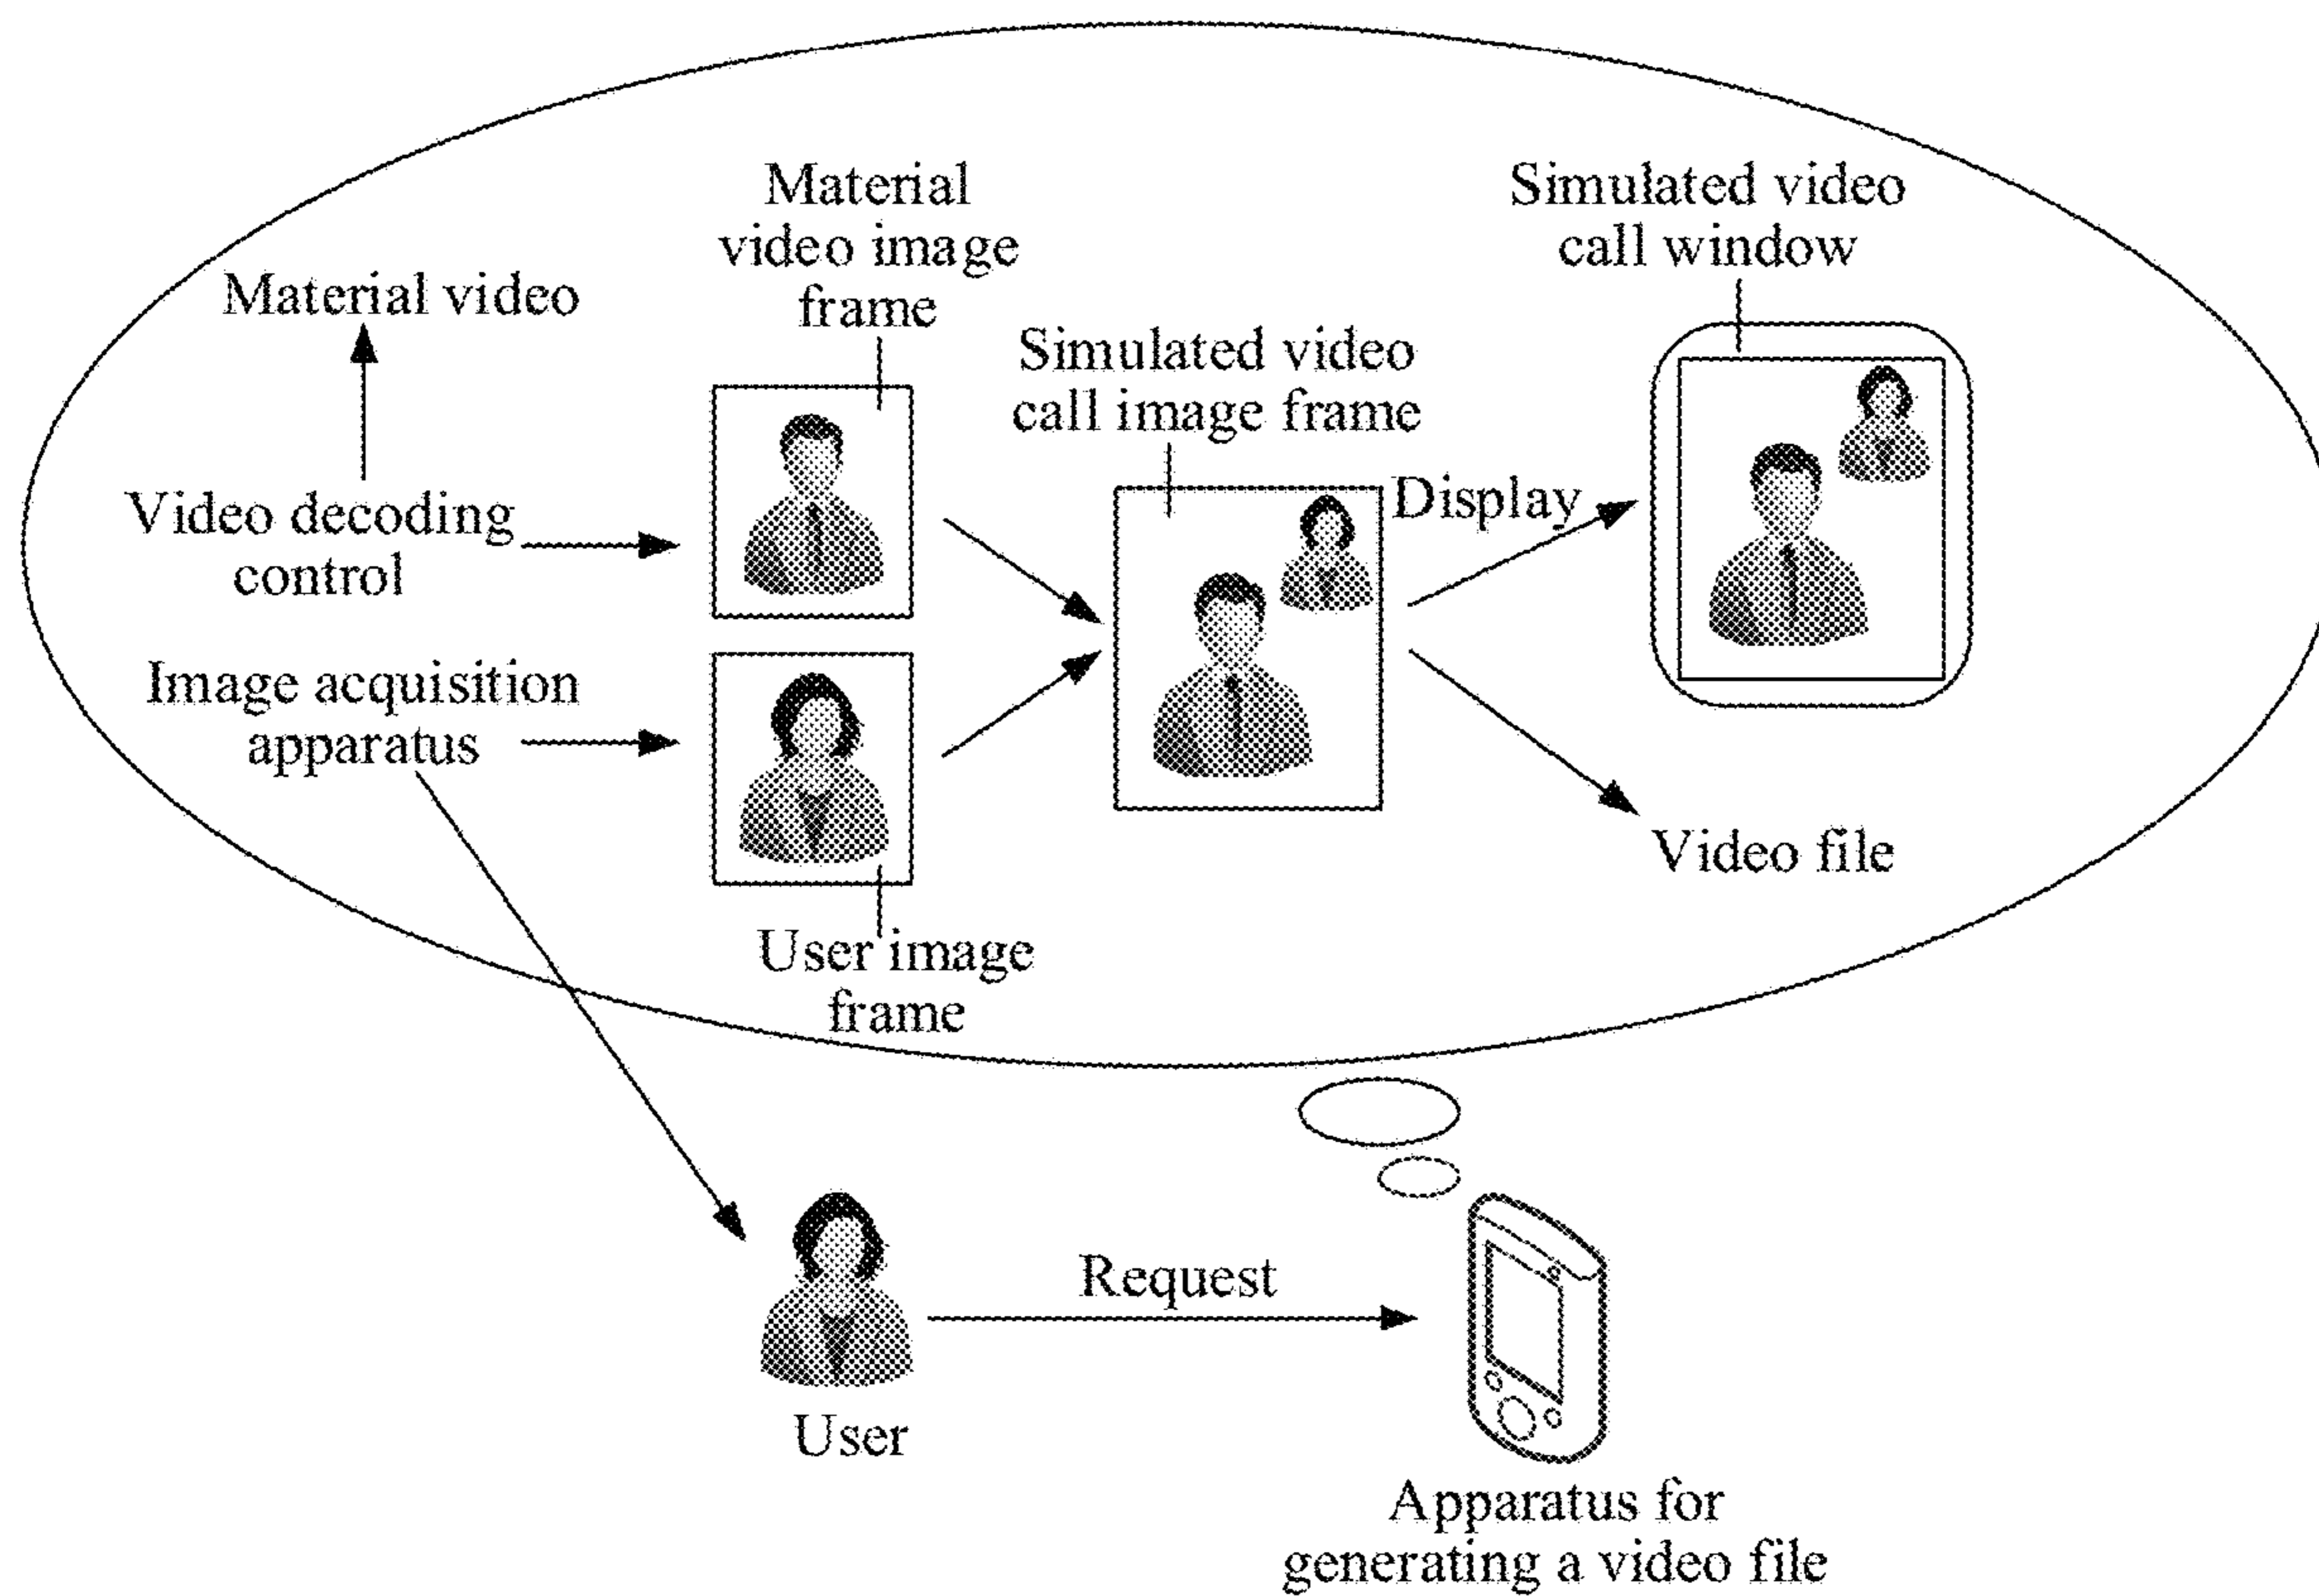 Material
video image
frame
Simulated video
call window
Material video
Simulated video
call image frame
Display
Video decoding
control
Image acquisition
apparatus
Video file
User image
frame
Request
User
Apparatus for
generating a video file